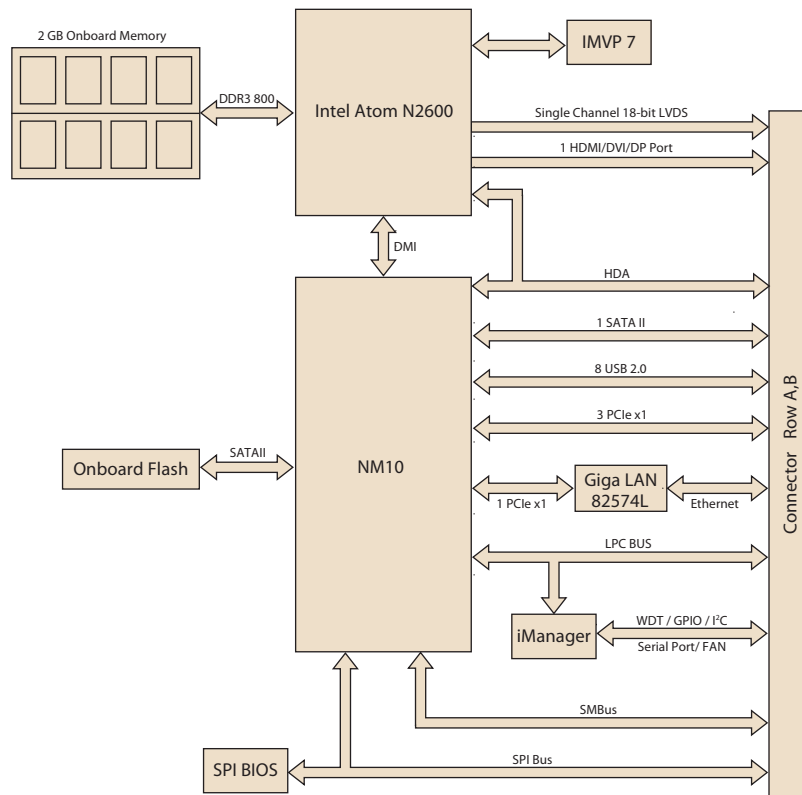 2 GB Onboard Memory
IMVP 7
Intel Atom N2600
DDR3 800
Single Channel 18-bit LVDS
1 HDMI/DVI/DP Port
DMI
HDA
1 SATA II
8 USB 2.0
3 PCIe x1
Onboard Flash
SATAII
NM10
Giga LAN
82574L
1 PCIe x1
Ethernet
LPC BUS
iManager
WDT / GPIO / I²C
Serial Port/ FAN
SMBus
SPI BIOS
SPI Bus
Connector Row A,B